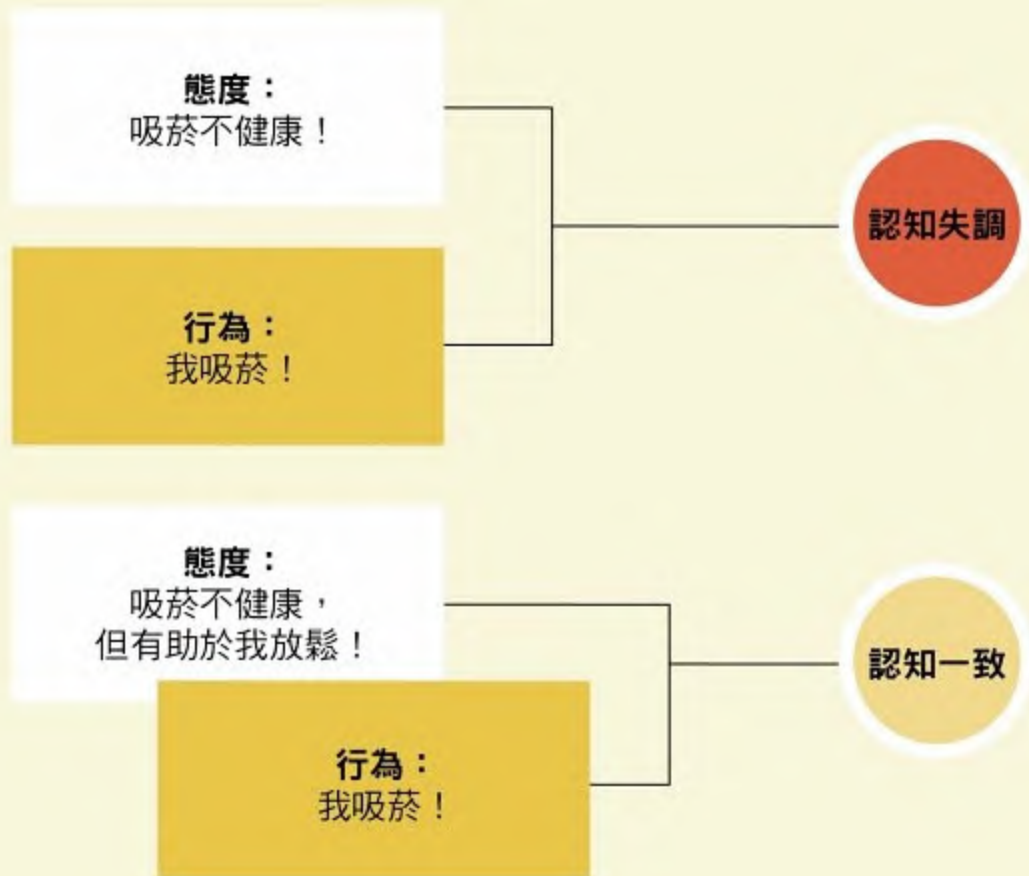 態度：
吸菸不健康！
行為：
我吸菸！
認知失調
態度：
吸菸不健康，
但有助於我放鬆！
行為：
我吸菸！
認知一致